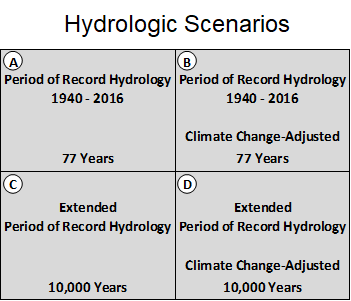 Hydrologic Scenarios
A
Period of Record Hydrology
1940 - 2016
77 Years
B
Period of Record Hydrology
1940 - 2016
Climate Change-Adjusted
77 Years
C
Extended
Period of Record Hydrology
10,000 Years
D
Extended
Period of Record Hydrology
Climate Change-Adjusted
10,000 Years